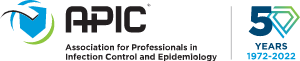 APIC®
Association for Professionals in
Infection Control and Epidemiology
50
YEARS
1972-2022